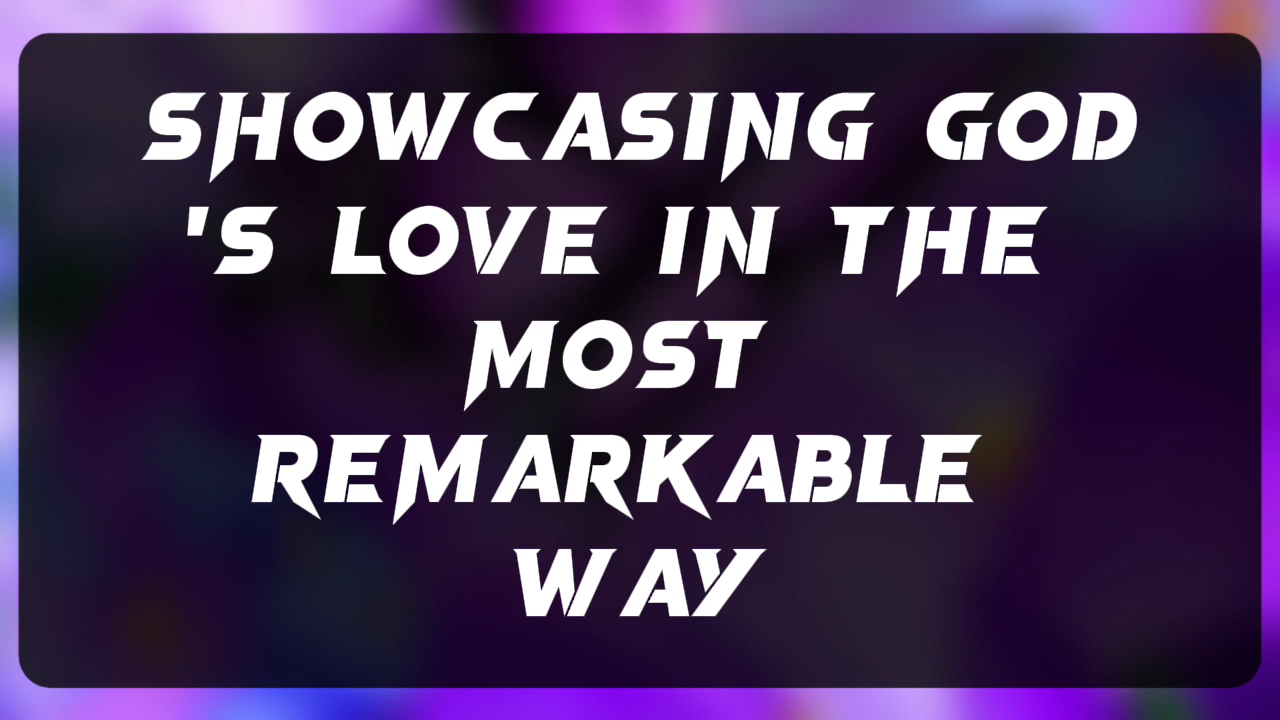 SHOWCASING GOD
'S LOVE IN THE
MOST
REMARKABLE
WAY